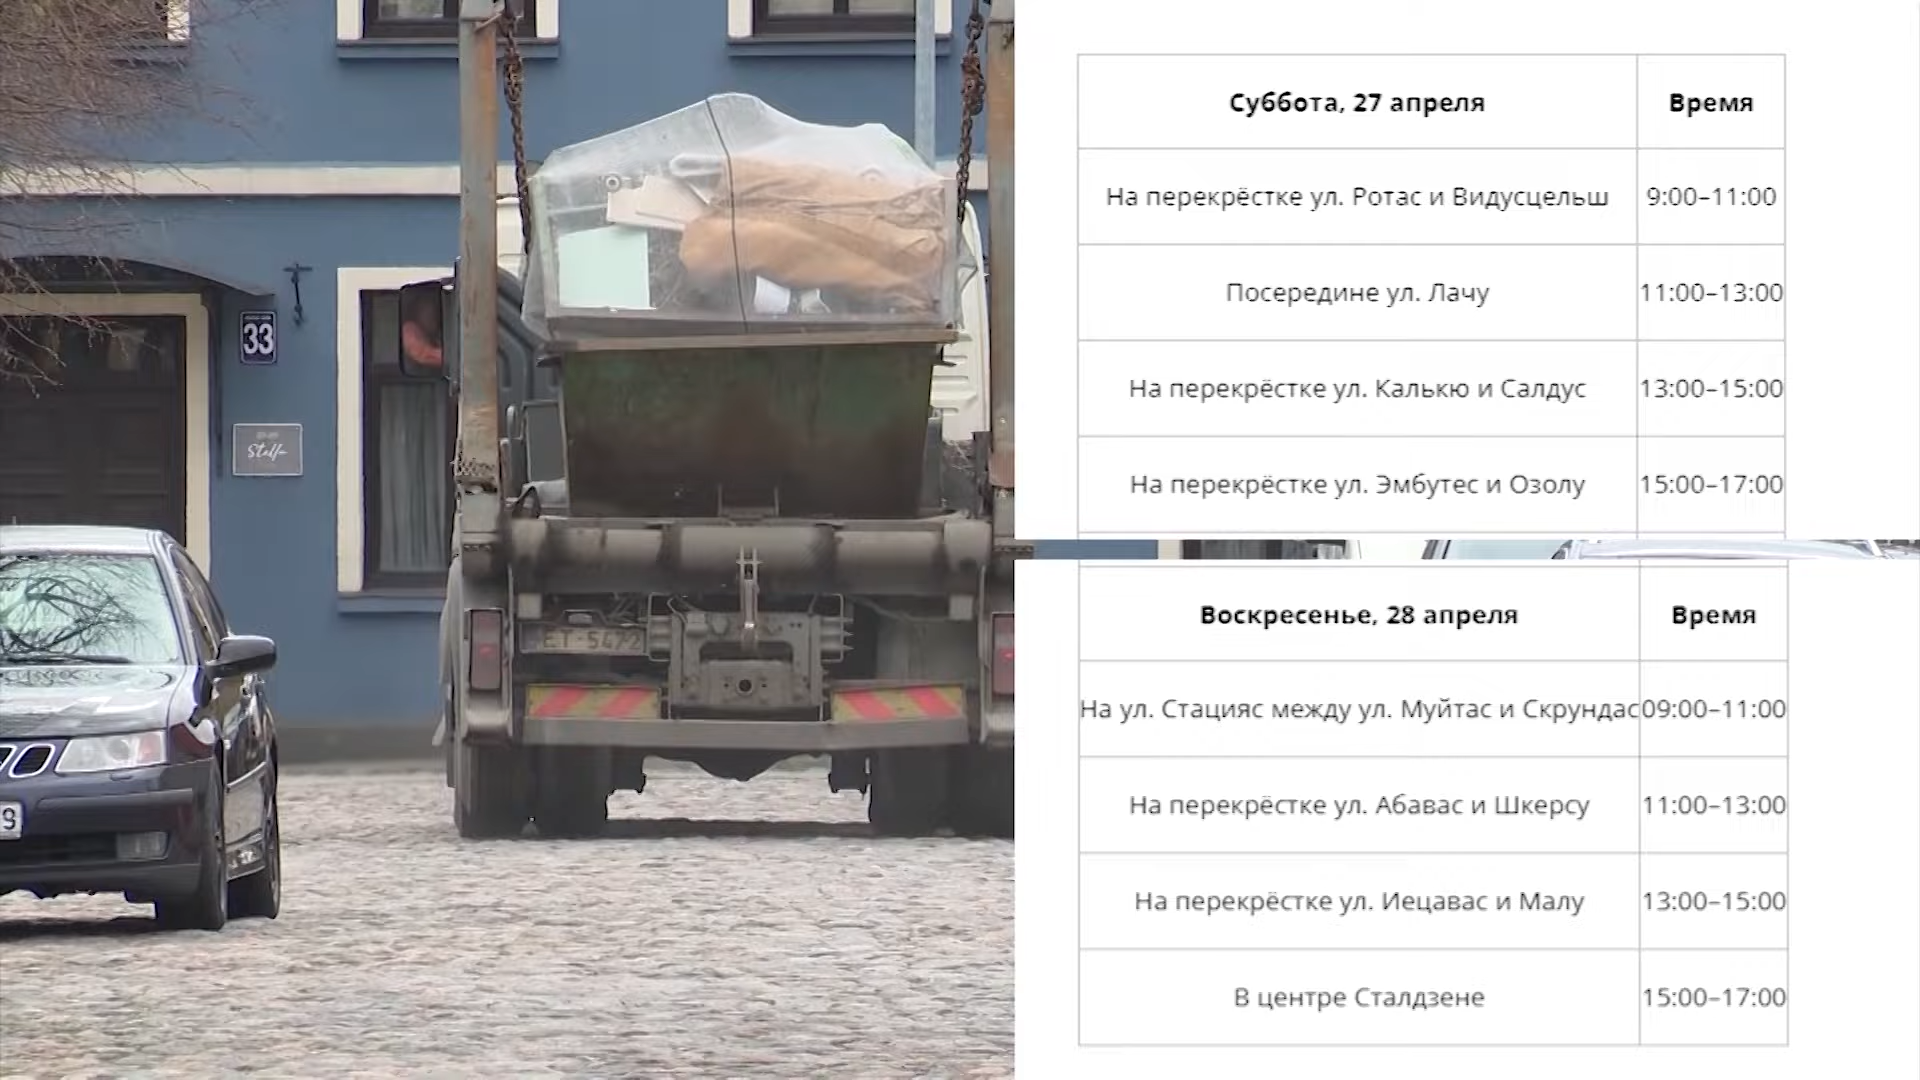 33
Stella
ET-5472
9
Суббота, 27 апреля Время
На перекрёстке ул. Ротас и Видусцельш 9:00–11:00
Посередине ул. Лачу 11:00–13:00
На перекрёстке ул. Калькю и Салдус 13:00–15:00
На перекрёстке ул. Эмбутес и Озолу 15:00–17:00
Воскресенье, 28 апреля Время
На ул. Стацияс между ул. Муйтас и Скрундас 09:00–11:00
На перекрёстке ул. Абавас и Шкерсу 11:00–13:00
На перекрёстке ул. Иецавас и Малу 13:00–15:00
В центре Сталдзене 15:00–17:00